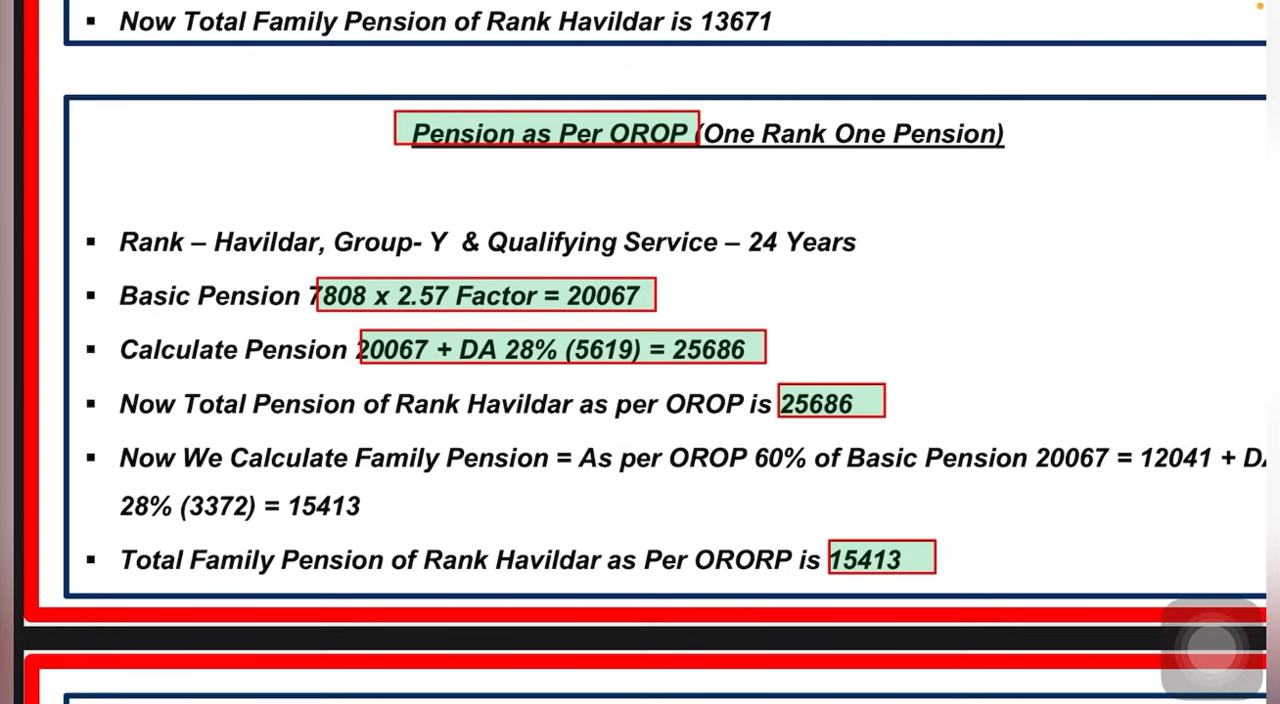 ▪ Now Total Family Pension of Rank Havildar is 13671
Pension as Per OROP (One Rank One Pension)
▪ Rank – Havildar, Group- Y & Qualifying Service – 24 Years
▪ Basic Pension 7808 x 2.57 Factor = 20067
▪ Calculate Pension 20067 + DA 28% (5619) = 25686
▪ Now Total Pension of Rank Havildar as per OROP is 25686
▪ Now We Calculate Family Pension = As per OROP 60% of Basic Pension 20067 = 12041 + DA
28% (3372) = 15413
▪ Total Family Pension of Rank Havildar as Per ORORP is 15413